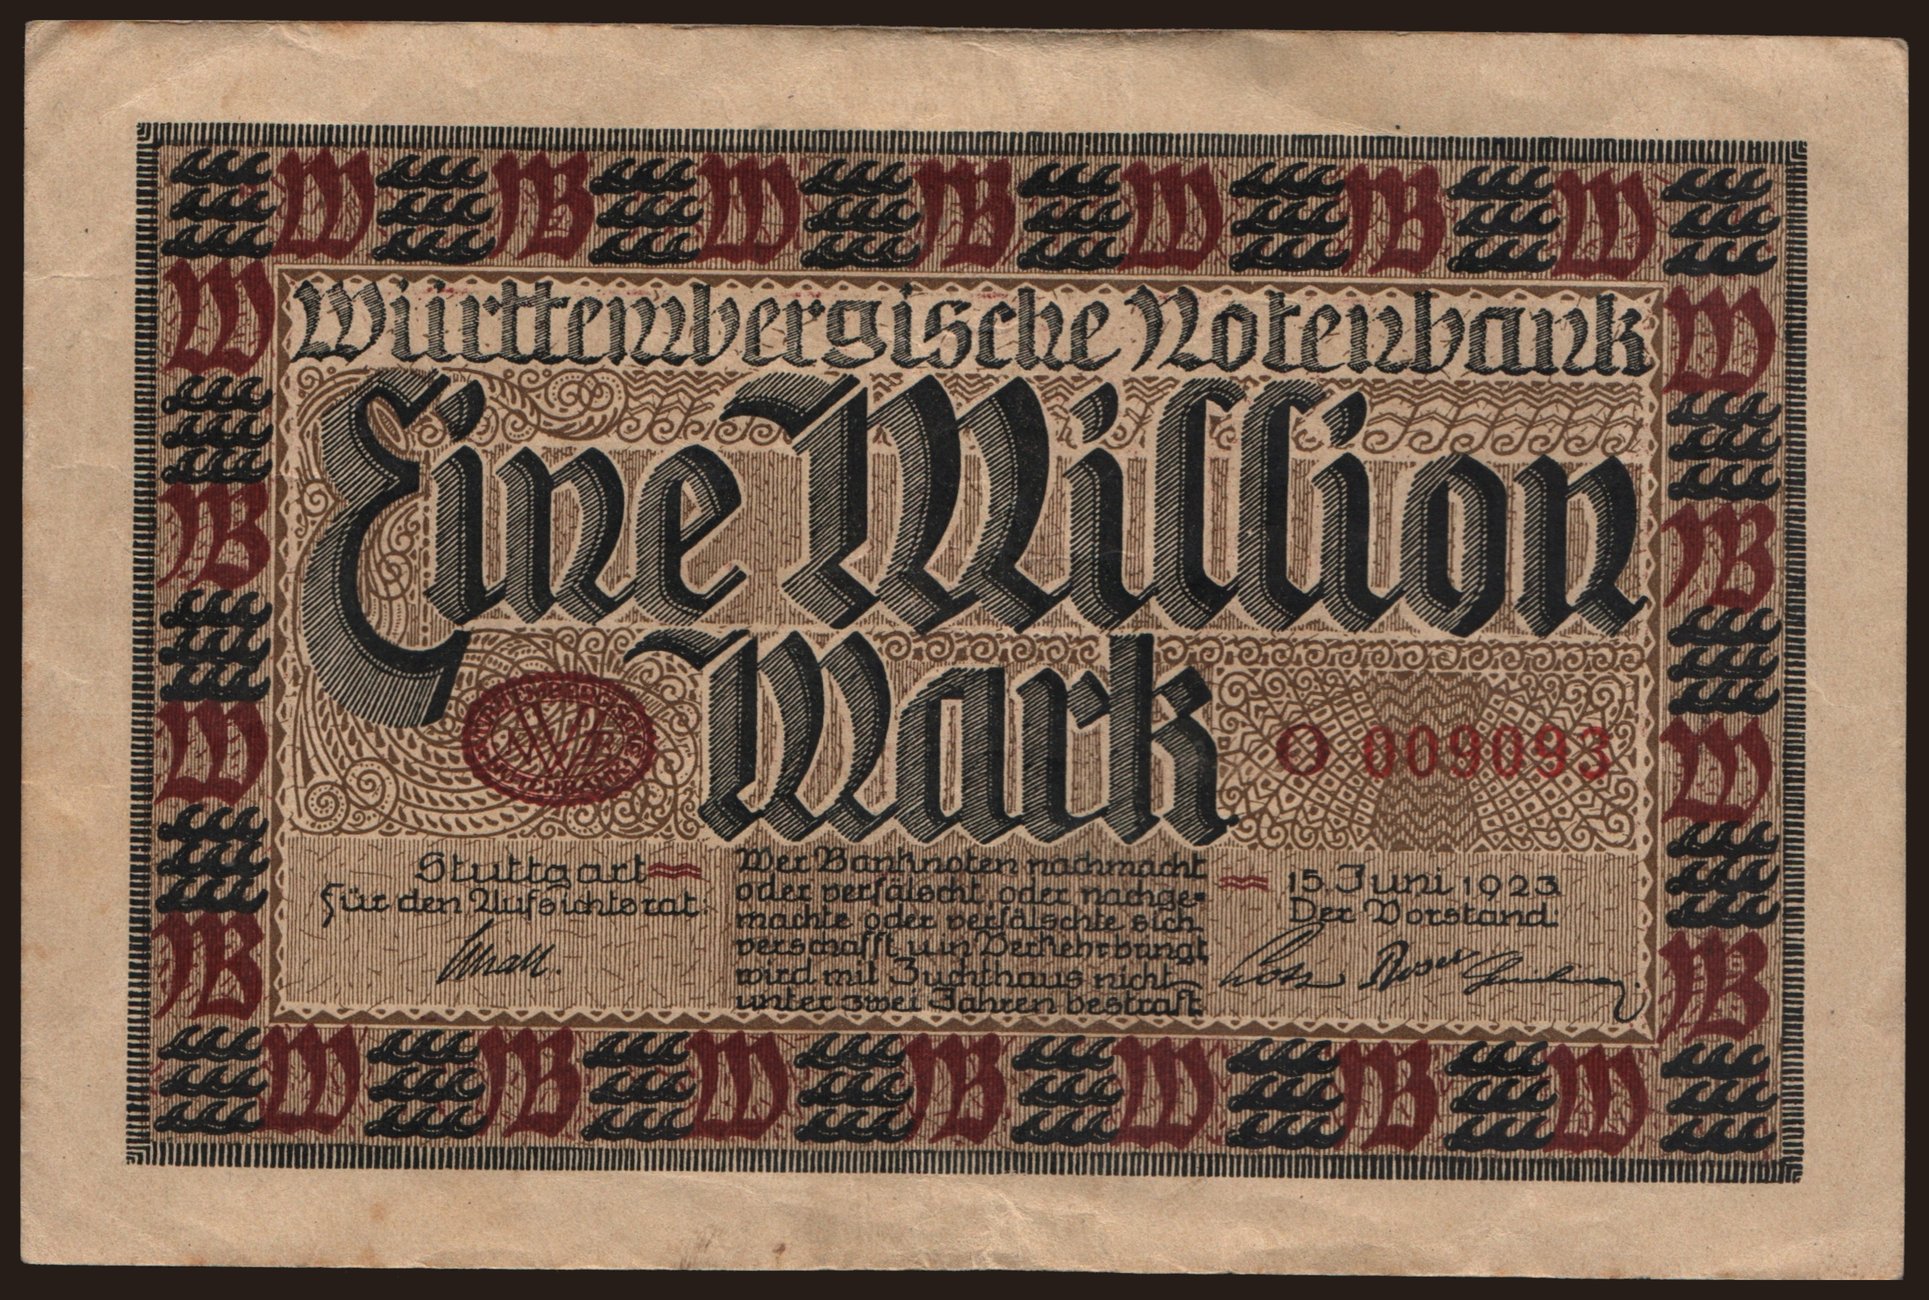 W B W B W B W
Württembergische Notenbank
Eine Million
Mark
WÜRTTEMBERGISCHE NOTENBANK
O 009093
Stuttgart
Für den Aufsichtsrat:
Wer Banknoten nachmacht
oder verfälscht, oder nachge-
machte oder verfälschte sich
verschafft u. in Verkehr bringt
wird mit Zuchthaus nicht
unter zwei Jahren bestraft
15. Juni 1923
Der Vorstand:
W B W B
W B W B
W B W B W B W